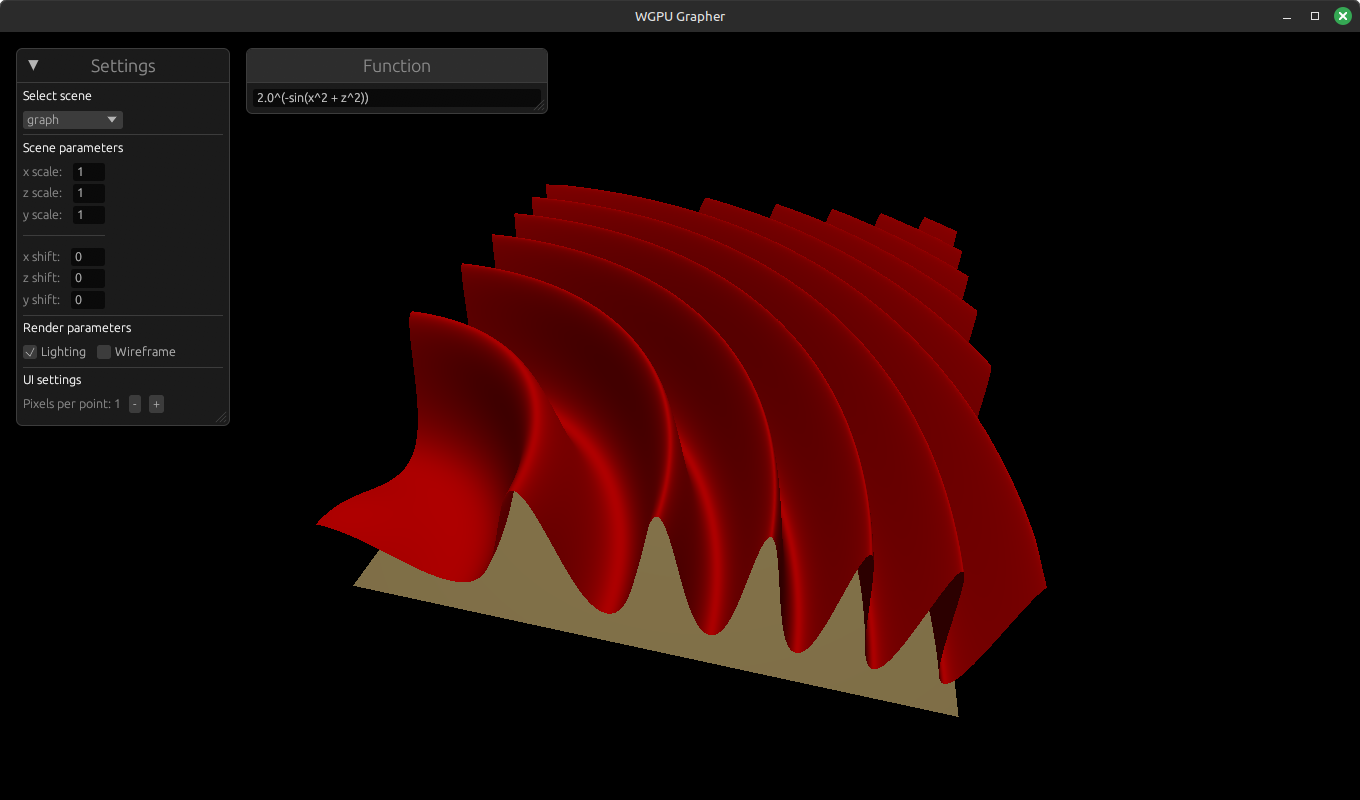 WGPU Grapher
Settings
Select scene
graph
Scene parameters
x scale: 1
z scale: 1
y scale: 1
x shift: 0
z shift: 0
y shift: 0
Render parameters
Lighting Wireframe
UI settings
Pixels per point: 1 - +
Function
2.0^(-sin(x^2 + z^2))